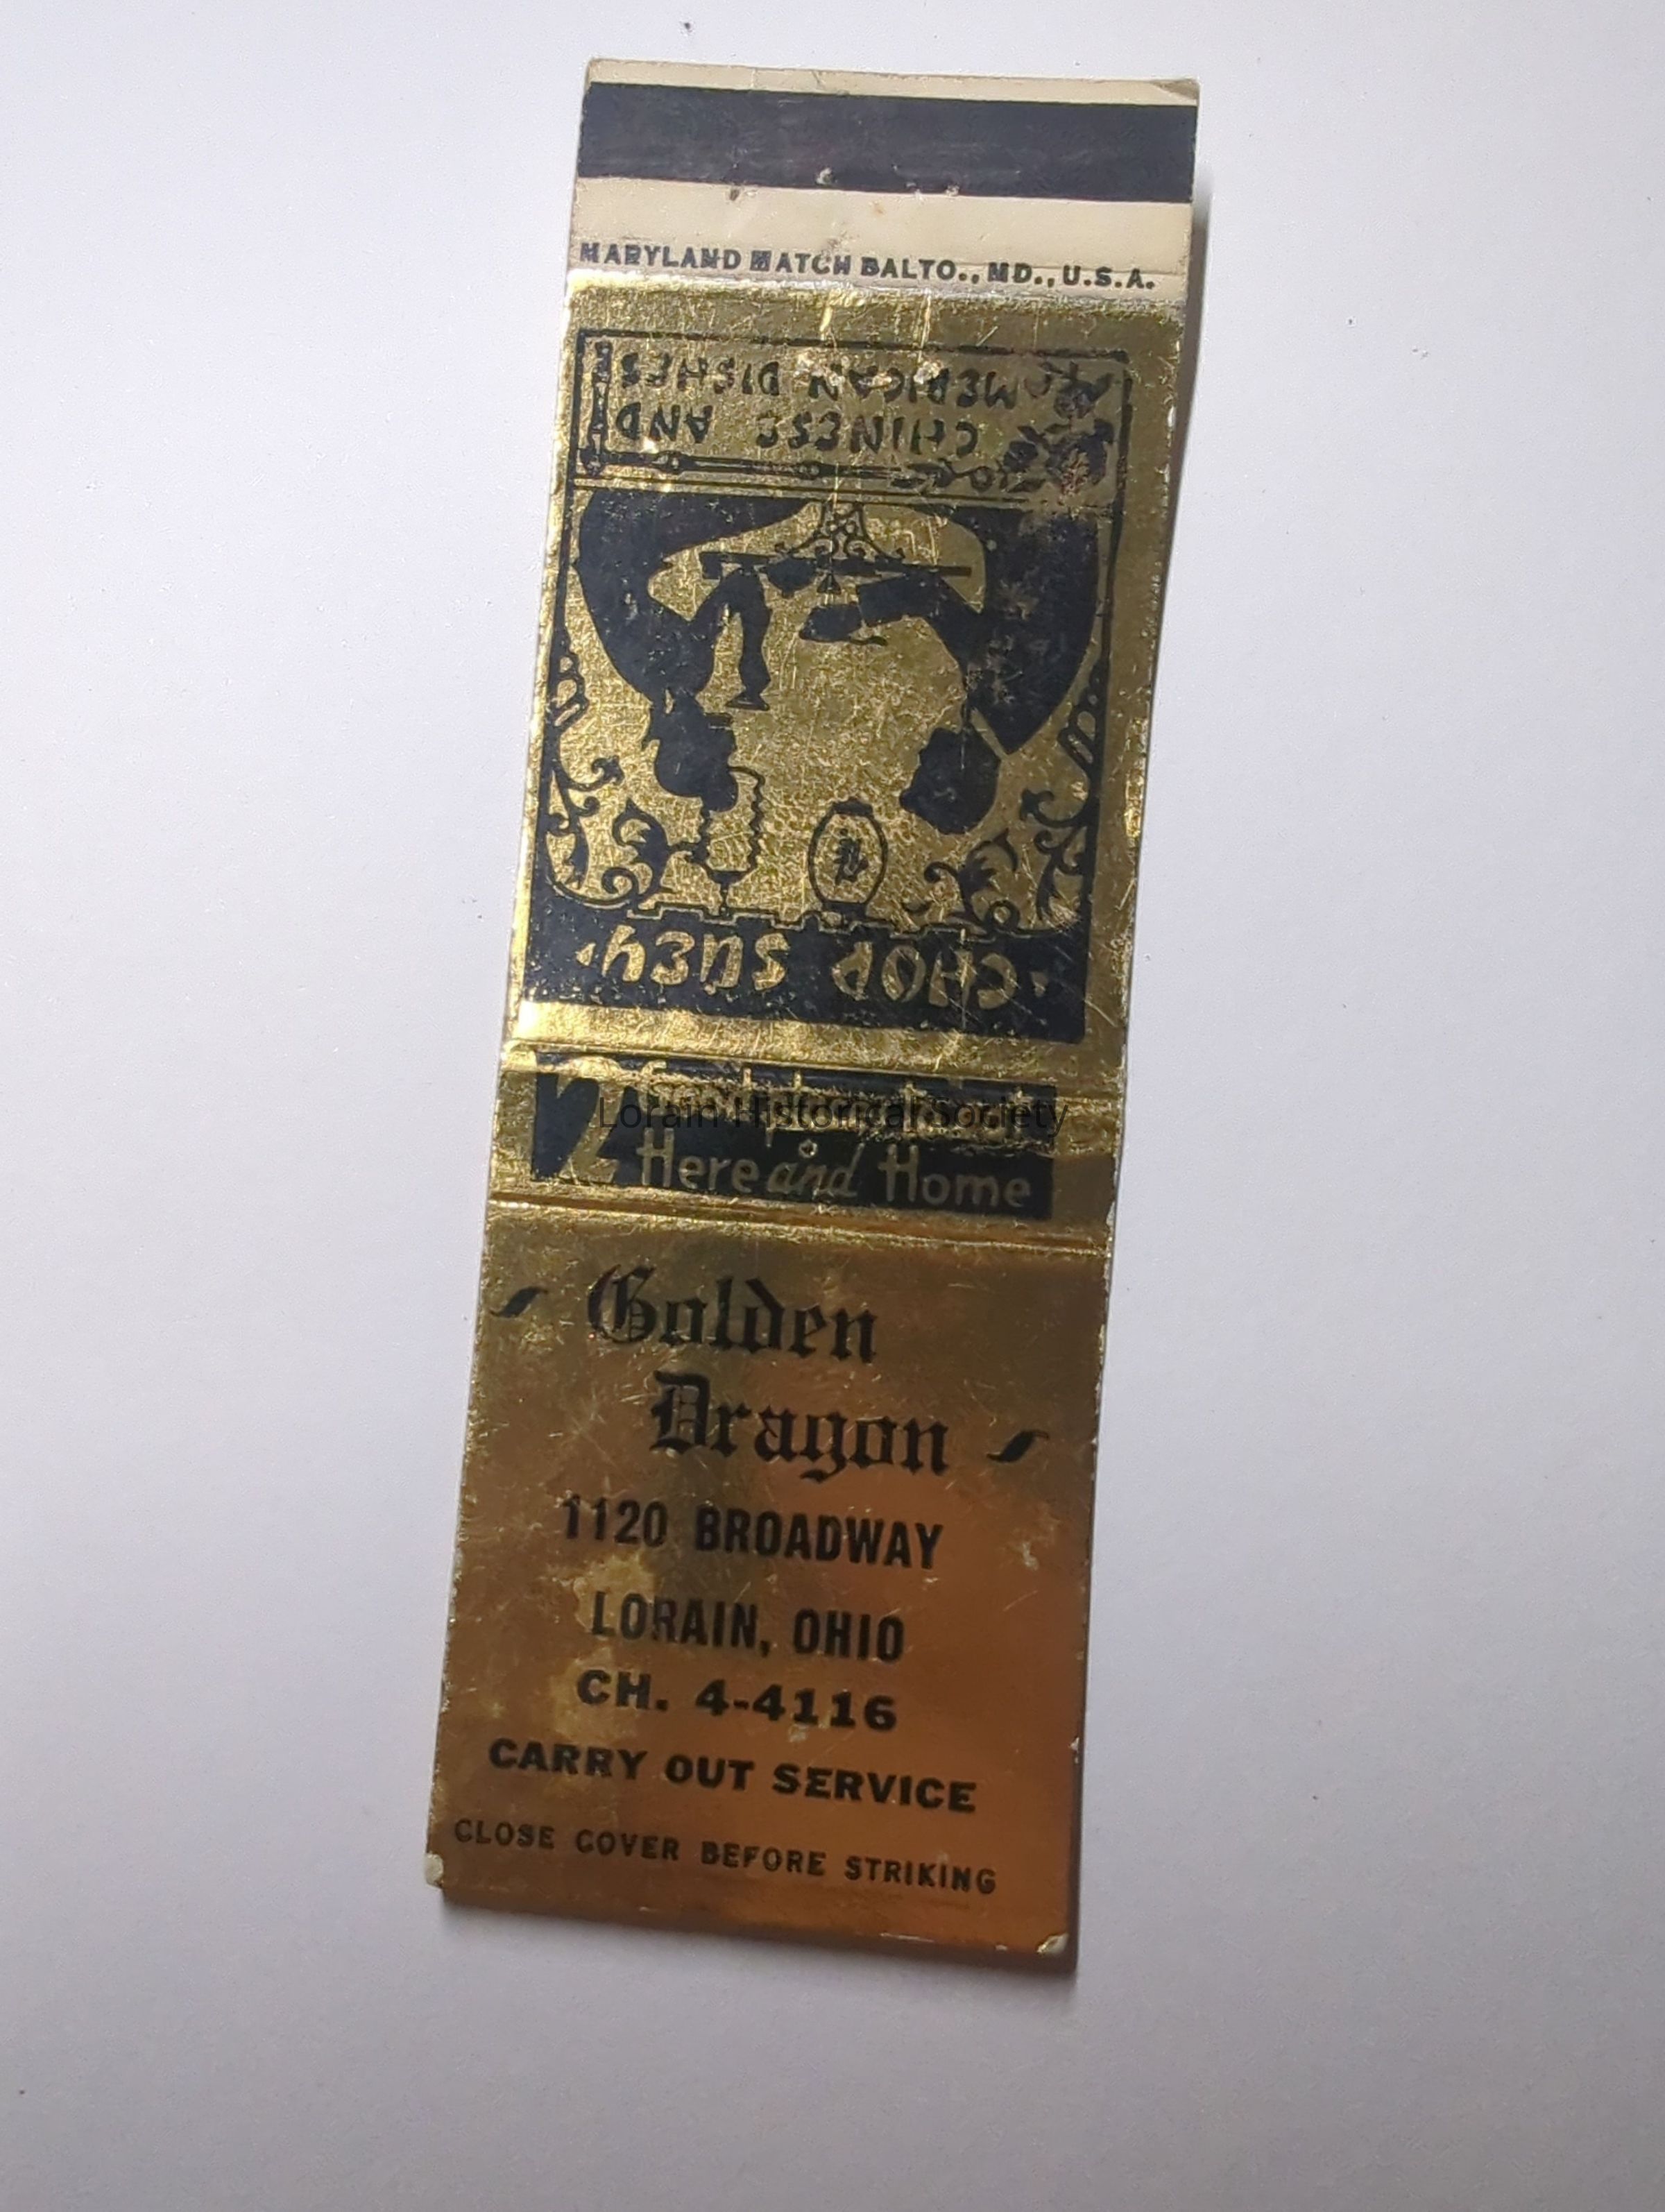 MARYLAND MATCH BALTO., MD., U.S.A.
CHINESE AND
AMERICAN DISHES
·CHOP SUEY·
Lorain Historical Society
Here and Home
Golden
Dragon
1120 BROADWAY
LORAIN, OHIO
CH. 4-4116
CARRY OUT SERVICE
CLOSE COVER BEFORE STRIKING